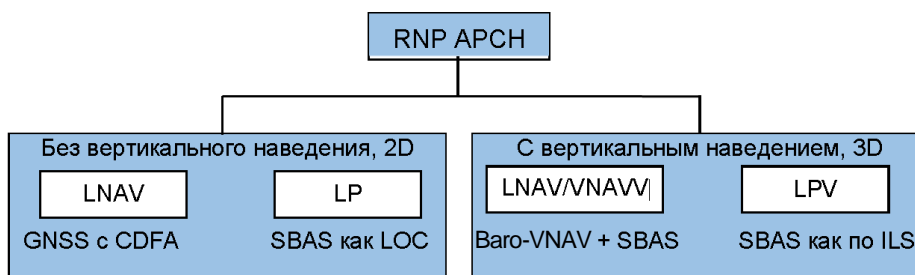 RNP APCH
Без вертикального наведения, 2D
LNAV
LP
GNSS с CDFA
SBAS как LOC
С вертикальным наведением, 3D
LNAV/VNAVV
LPV
Baro-VNAV + SBAS
SBAS как по ILS